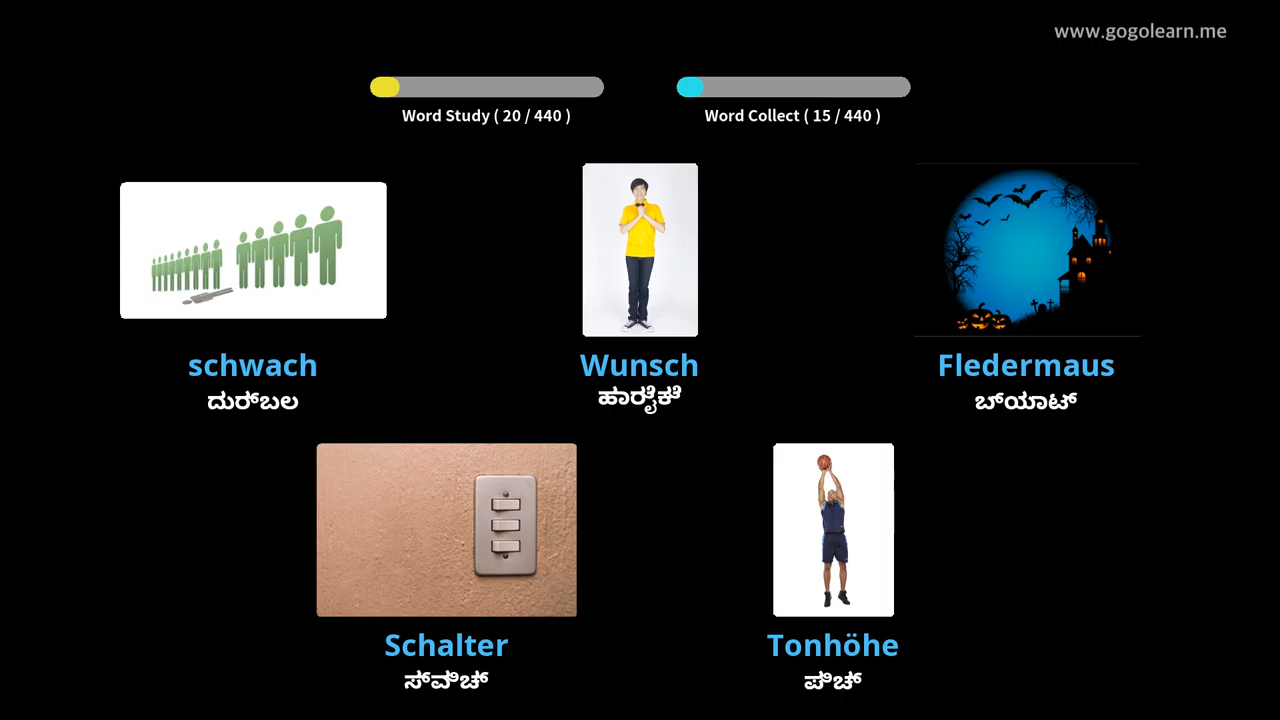 www.gogolearn.me
Word Study ( 20 / 440 )
Word Collect ( 15 / 440 )
schwach
Wunsch
Fledermaus
ದುರ್ಬಲ
ಹಾರೈಕೆ
ಬ್ಯಾಟ್
Schalter
Tonhöhe
ಸ್ವಿಚ್
ಪಿಚ್